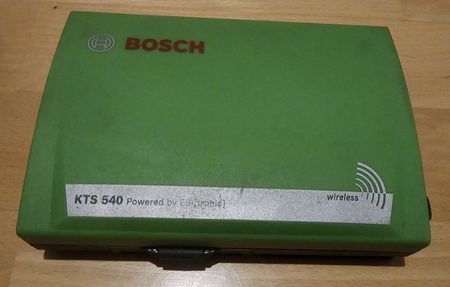 BOSCH
wireless
KTS 540 Powered by ESI[tronic]